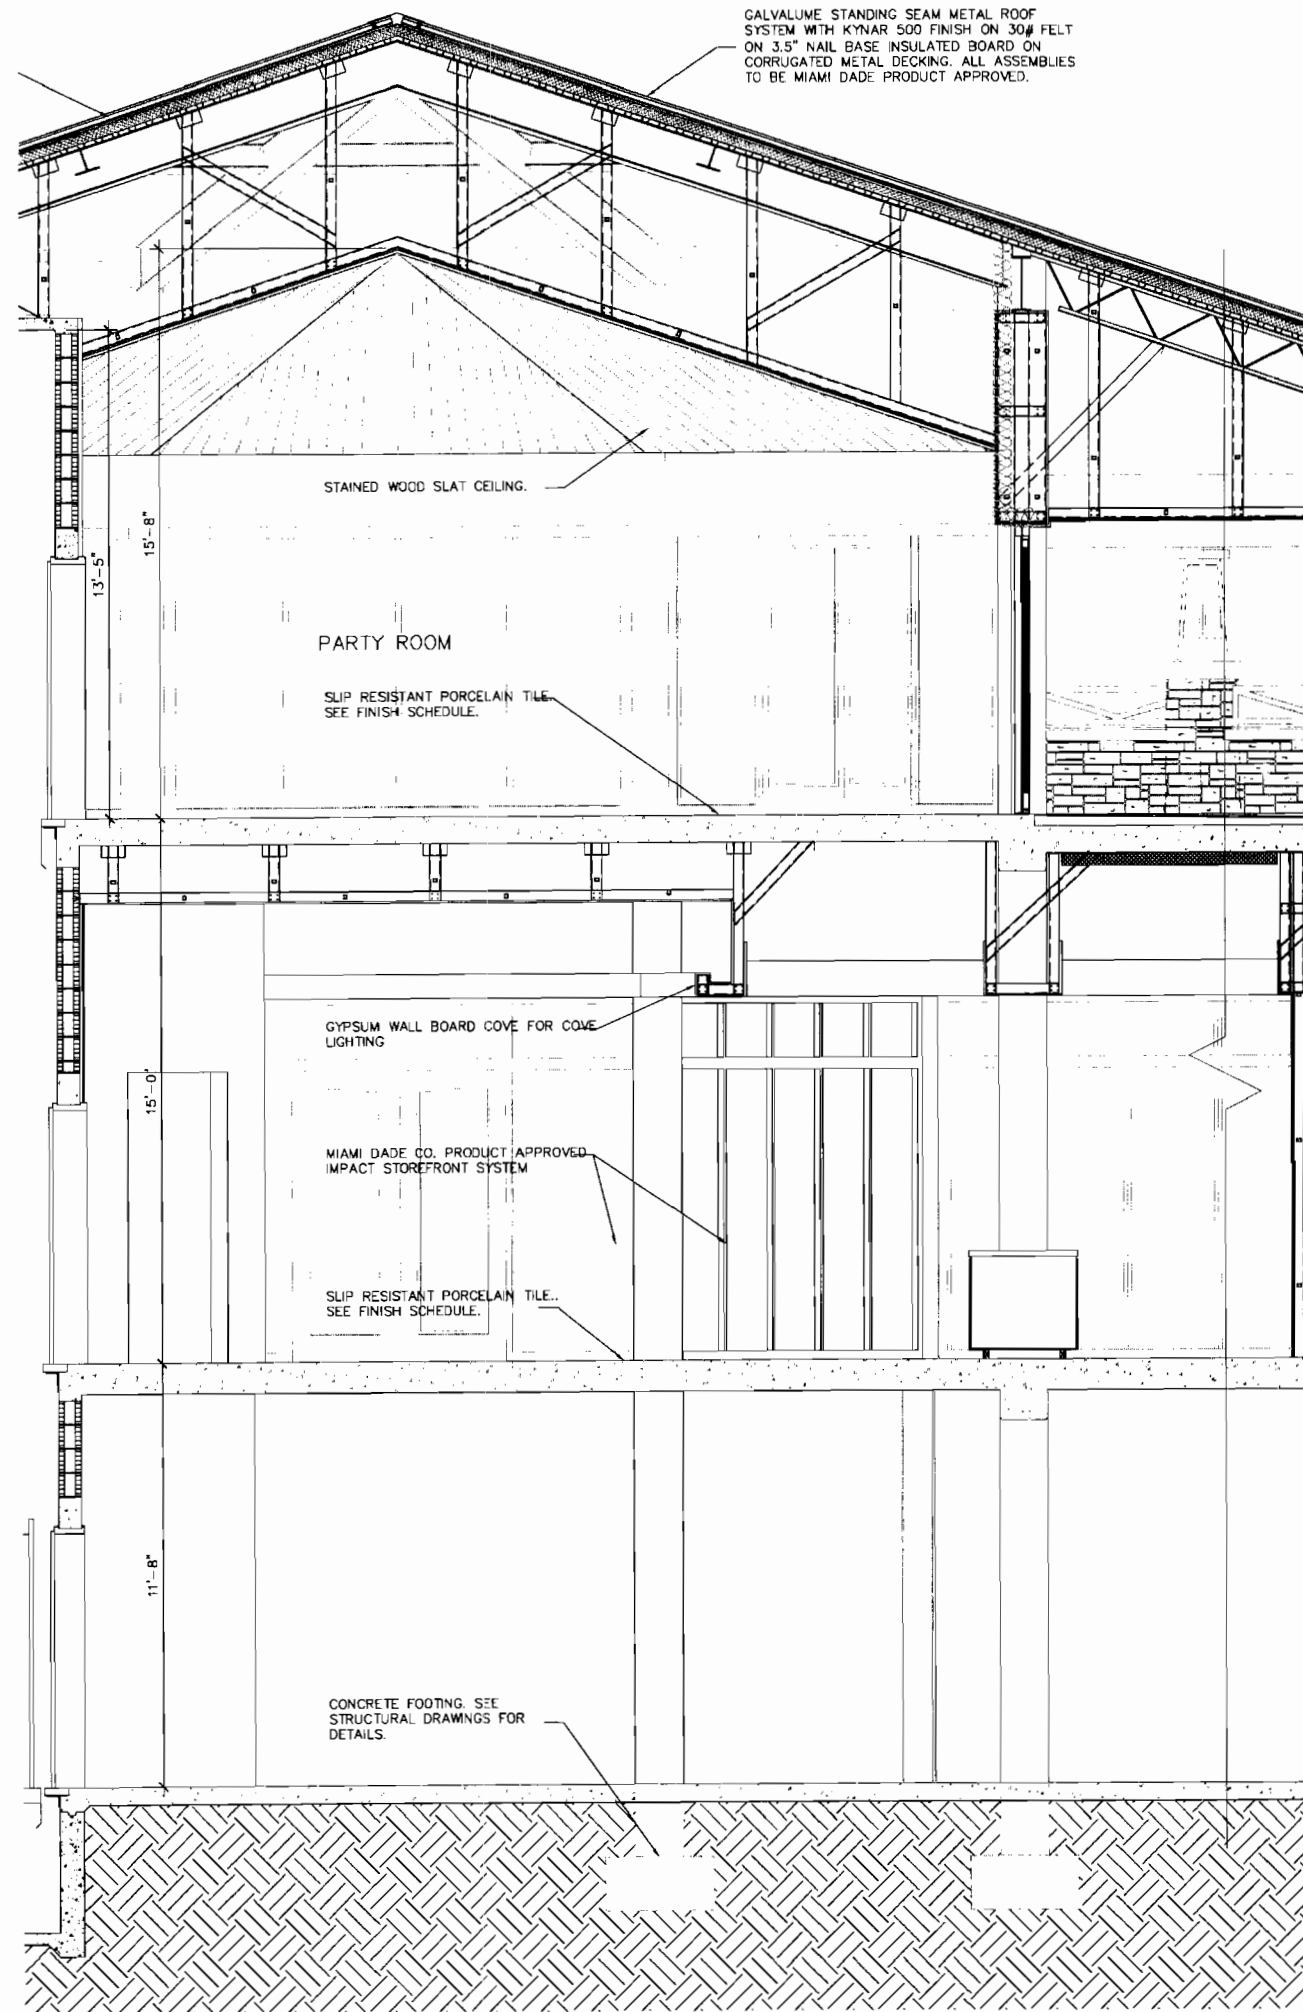 GALVALUME STANDING SEAM METAL ROOF
SYSTEM WITH KYNAR 500 FINISH ON 30# FELT
ON 3.5" NAIL BASE INSULATED BOARD ON
CORRUGATED METAL DECKING. ALL ASSEMBLIES
TO BE MIAMI DADE PRODUCT APPROVED.
STAINED WOOD SLAT CEILING.
15'-8"
13'-5"
PARTY ROOM
SLIP RESISTANT PORCELAIN TILE.
SEE FINISH SCHEDULE.
GYPSUM WALL BOARD COVE FOR COVE
LIGHTING
15'-0"
MIAMI DADE CO. PRODUCT APPROVED
IMPACT STOREFRONT SYSTEM
SLIP RESISTANT PORCELAIN TILE..
SEE FINISH SCHEDULE.
11'-8"
CONCRETE FOOTING. SEE
STRUCTURAL DRAWINGS FOR
DETAILS.